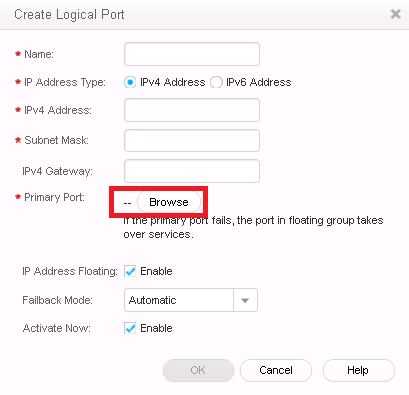 Create Logical Port
* Name:
* IP Address Type: IPv4 Address IPv6 Address
* IPv4 Address:
* Subnet Mask:
IPv4 Gateway:
* Primary Port: -- Browse
If the primary port fails, the port in floating group takes
over services.
IP Address Floating: Enable
Failback Mode: Automatic
Activate Now: Enable
OK Cancel Help